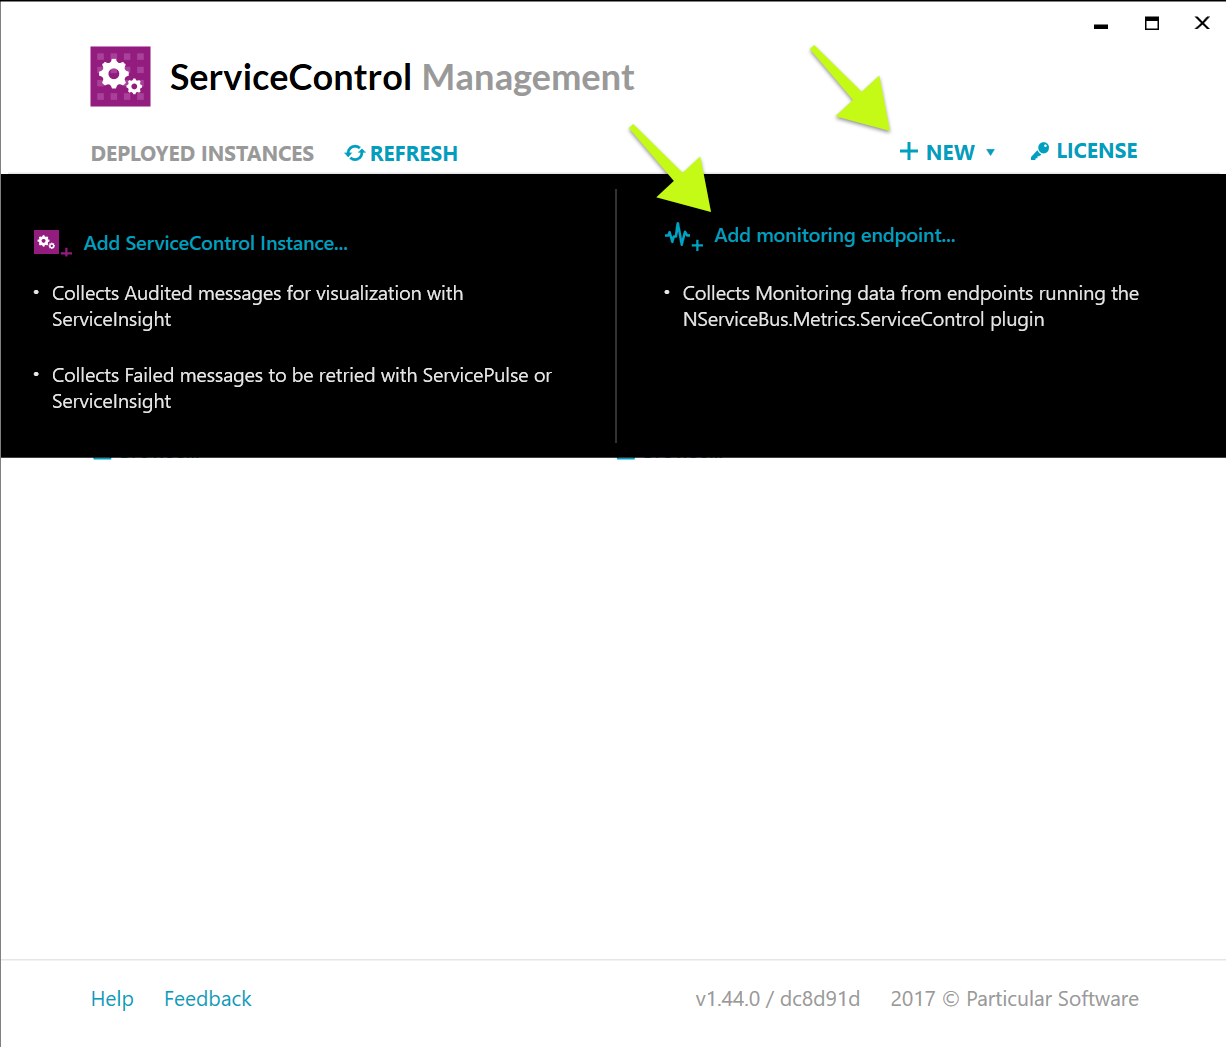 ServiceControl Management
DEPLOYED INSTANCES REFRESH + NEW LICENSE
Add ServiceControl Instance...
• Collects Audited messages for visualization with
ServiceInsight
• Collects Failed messages to be retried with ServicePulse or
ServiceInsight
Add monitoring endpoint...
• Collects Monitoring data from endpoints running the
NServiceBus.Metrics.ServiceControl plugin
Help Feedback v1.44.0 / dc8d91d 2017 © Particular Software